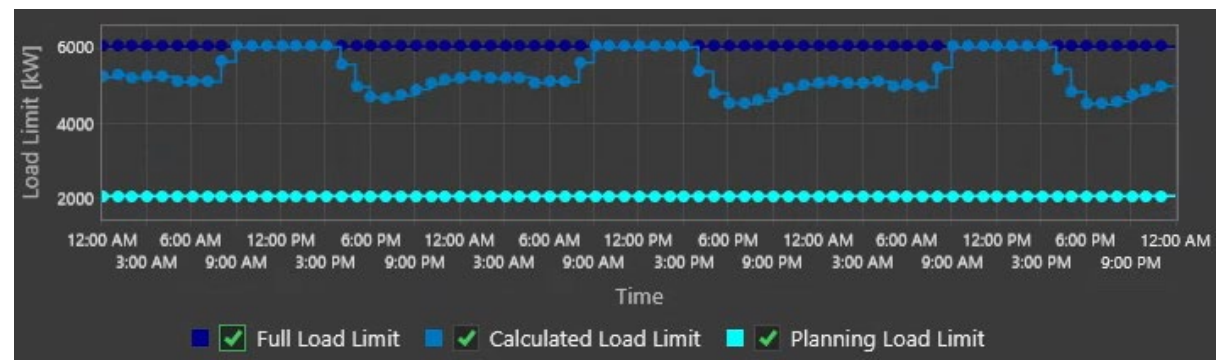 Load Limit [kW]
6000
4000
2000
12:00 AM 6:00 AM 12:00 PM 6:00 PM 12:00 AM 6:00 AM 12:00 PM 6:00 PM 12:00 AM 6:00 AM 12:00 PM 6:00 PM 12:00 AM
3:00 AM 9:00 AM 3:00 PM 9:00 PM 3:00 AM 9:00 AM 3:00 PM 9:00 PM 3:00 AM 9:00 AM 3:00 PM 9:00 PM
Time
Full Load Limit Calculated Load Limit Planning Load Limit